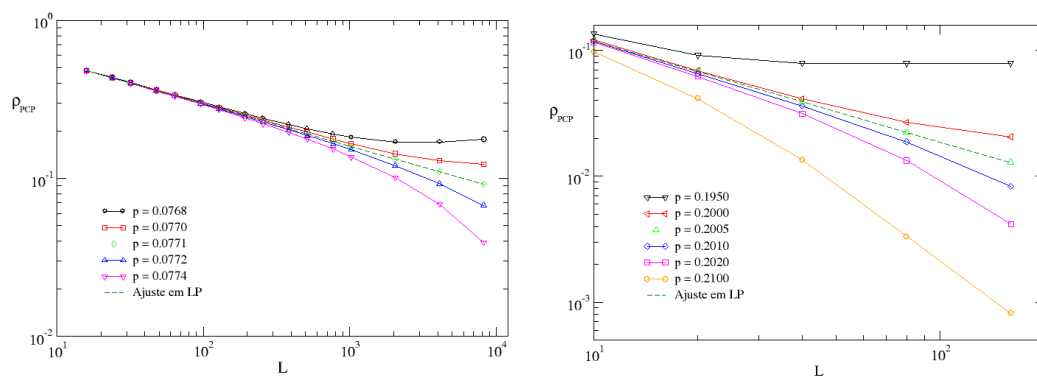 10^0
ρ_PCP
10^-1
p = 0.0768
p = 0.0770
p = 0.0771
p = 0.0772
p = 0.0774
Ajuste em LP
10^-2
10^1
10^2
10^3
10^4
L
10^-1
ρ_PCP
10^-2
p = 0.1950
p = 0.2000
p = 0.2005
p = 0.2010
p = 0.2020
p = 0.2100
Ajuste em LP
10^-3
10^1
10^2
L